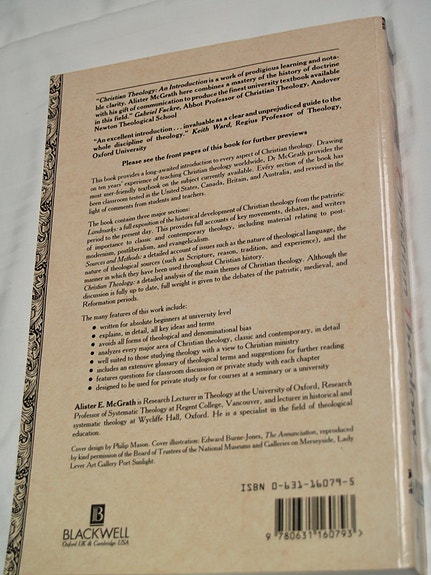 "Christian Theology: An Introduction is a work of prodigious learning and nota-
ble clarity. Alister McGrath here combines a mastery of the history of doctrine
with his gift of communication to produce the finest university textbook available
in this field." Gabriel Fackre, Abbot Professor of Christian Theology, Andover
Newton Theological School
"An excellent introduction . . . invaluable as a clear and unprejudiced guide to the
whole discipline of theology." Keith Ward, Regius Professor of Theology,
Oxford University
Please see the front pages of this book for further previews
This book provides a long-awaited introduction to every aspect of Christian theology. Drawing
on ten years' experience of teaching Christian theology worldwide, Dr McGrath provides the
most user-friendly textbook on the subject currently available. Every section of the book has
been classroom tested in the United States, Canada, Britain, and Australia, and revised in the
light of comments from students and teachers.
The book contains three major sections:
Landmarks: a full exposition of the historical development of Christian theology from the patristic
period to the present day. This provides full accounts of key movements, debates, and writers
of importance to classic and contemporary theology, including material relating to post-
modernism, postliberalism, and evangelicalism.
Sources and Methods: a detailed account of issues such as the nature of theological language, the
nature of theological sources (such as Scripture, reason, tradition, and experience), and the
manner in which they have been used throughout Christian history.
Christian Theology: a detailed analysis of the main themes of Christian theology. Although the
discussion is fully up to date, full weight is given to the debates of the patristic, medieval, and
Reformation periods.
The many features of this work include:
• written for absolute beginners at university level
• explains, in detail, all key ideas and terms
• avoids all forms of theological and denominational bias
• analyzes every major area of Christian theology, classic and contemporary, in detail
• well suited to those studying theology with a view to Christian ministry
• includes an extensive glossary of theological terms and suggestions for further reading
• features questions for classroom discussion or private study with each chapter
• designed to be used for private study or for courses at a seminary or university
Alister E. McGrath is Research Lecturer in Theology at the University of Oxford, Research
Professor of Systematic Theology at Regent College, Vancouver, and lecturer in historical and
systematic theology at Wycliffe Hall, Oxford. He is a specialist in the field of theological
education.
Cover design by Philip Mason. Cover illustration: Edward Burne-Jones, The Annunciation, reproduced
by kind permission of the Board of Trustees of the National Museums and Galleries on Merseyside, Lady
Lever Art Gallery Port Sunlight.
ISBN 0-631-16079-5
9 780631 160793 >
B
BLACKWELL
Oxford UK & Cambridge USA